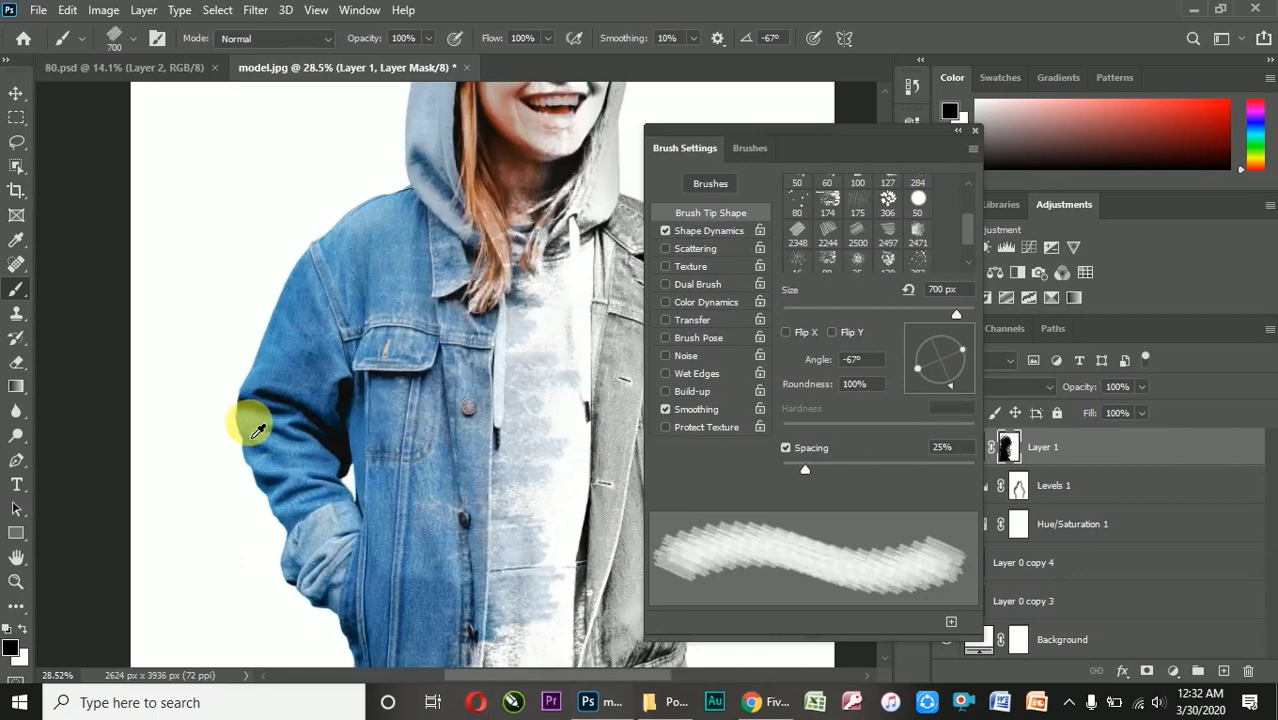 Ps File Edit Image Layer Type Select Filter 3D View Window Help
700 Mode: Normal Opacity: 100% Flow: 100% Smoothing: 10% -67°
80.psd @ 14.1% (Layer 2, RGB/8) × model.jpg @ 28.5% (Layer 1, Layer Mask/8) * ×
Color Swatches Gradients Patterns
Brush Settings Brushes
Brushes
50 60 100 127 284
80 174 175 306 50
2348 2244 2500 2497 2471
Brush Tip Shape
Shape Dynamics
Scattering
Texture
Dual Brush
Color Dynamics
Transfer
Brush Pose
Noise
Wet Edges
Build-up
Smoothing
Protect Texture
Size 700 px
Flip X Flip Y
Angle: -67°
Roundness: 100%
Hardness
Spacing 25%
Libraries Adjustments
Channels Paths
Opacity: 100%
Fill: 100%
Layer 1
Levels 1
Hue/Saturation 1
Layer 0 copy 4
Layer 0 copy 3
Background
28.52% 2624 px x 3936 px (72 ppi)
Type here to search
Pr Ps m... Po... Au Fiv...
12:32 AM
3/30/2020